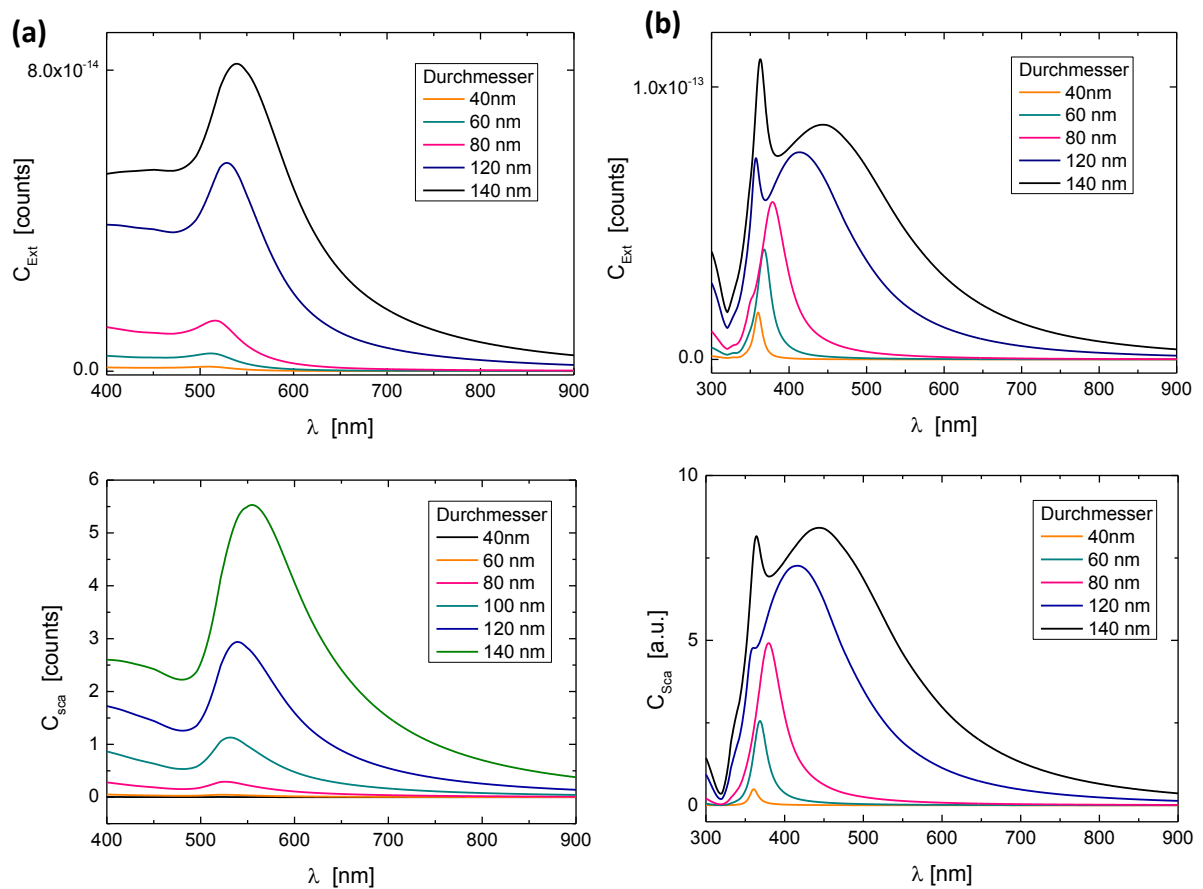 (a)
8.0x10-14
0.0
C_Ext [counts]
Durchmesser
40nm
60 nm
80 nm
120 nm
140 nm
400 500 600 700 800 900
λ [nm]
(b)
1.0x10-13
0.0
C_Ext [counts]
Durchmesser
40nm
60 nm
80 nm
120 nm
140 nm
300 400 500 600 700 800 900
λ [nm]
6
5
4
3
2
1
0
C_sca [counts]
Durchmesser
40nm
60 nm
80 nm
100 nm
120 nm
140 nm
400 500 600 700 800 900
λ [nm]
10
5
0
C_Sca [a.u.]
Durchmesser
40nm
60 nm
80 nm
120 nm
140 nm
300 400 500 600 700 800 900
λ [nm]